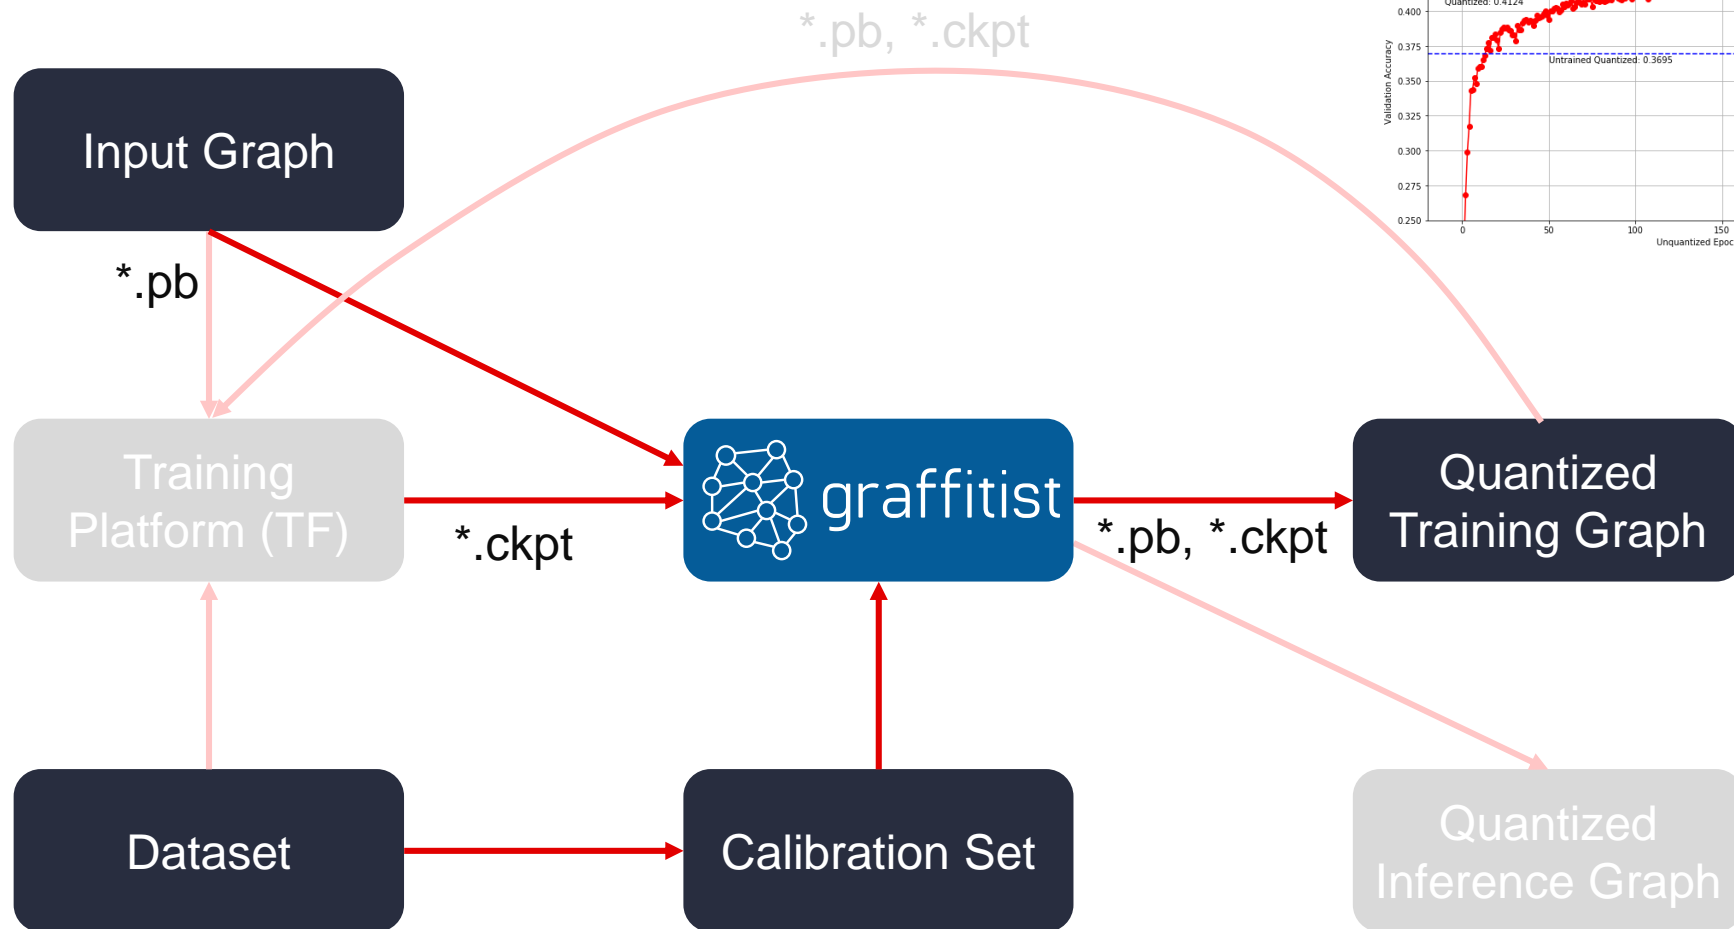 *.pb, *.ckpt
Quantized: 0.4124
0.400
0.375
Untrained Quantized: 0.3695
0.350
0.325
0.300
0.275
0.250
Validation Accuracy
0
50
100
150
Unquantized Epoc
Input Graph
*.pb
Training
Platform (TF)
*.ckpt
graffitist
*.pb, *.ckpt
Quantized
Training Graph
Dataset
Calibration Set
Quantized
Inference Graph